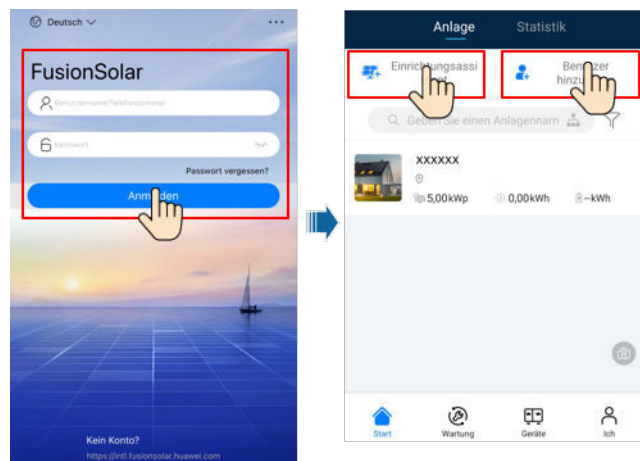 Deutsch
...
FusionSolar
Benutzername/Telefonnummer
Kennwort
Passwort vergessen?
Anmelden
Kein Konto?
https://intl.fusionsolar.huawei.com
Anlage Statistik
Einrichtungsassi
Benutzer
hinzu
Geben Sie einen Anlagennam
XXXXXX
5,00kWp 0,00kWh --kWh
Start Wartung Geräte Ich